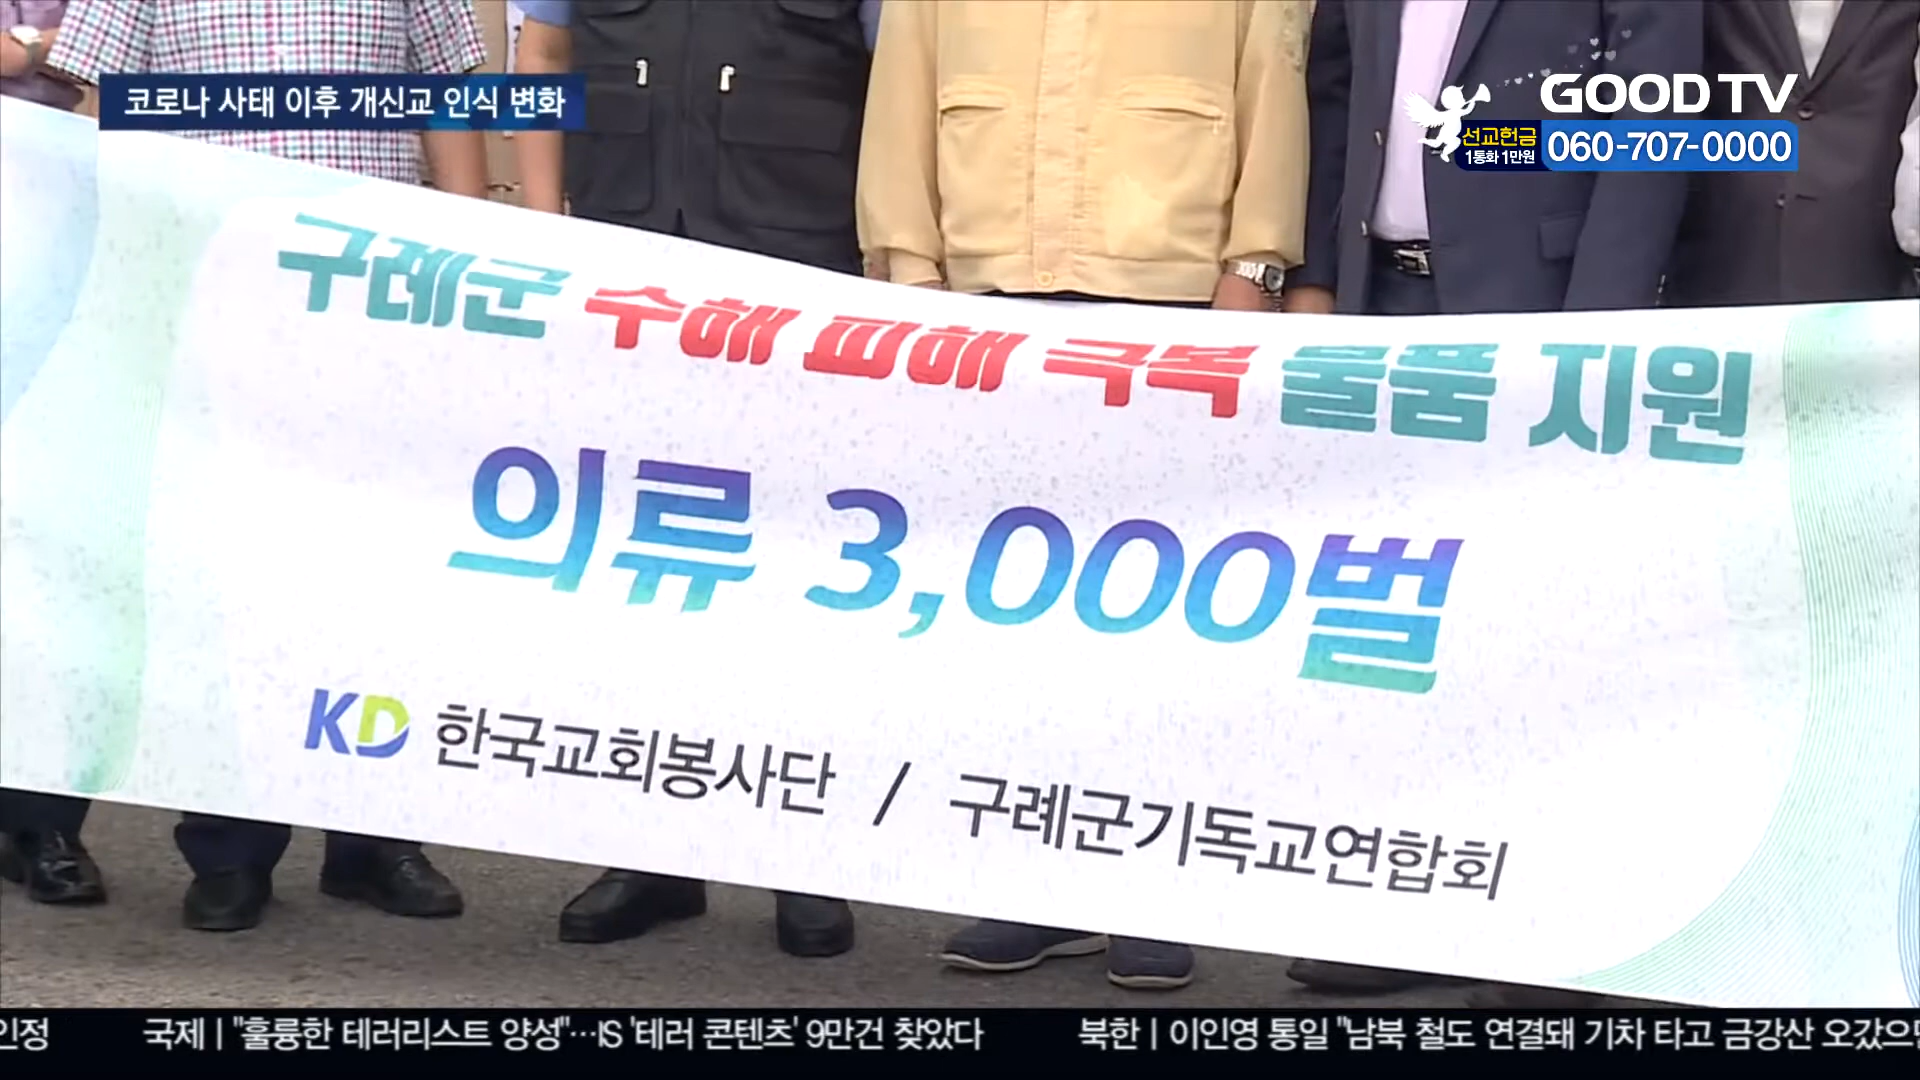 코로나 사태 이후 개신교 인식 변화
GOOD TV
선교헌금
1통화 1만원
060-707-0000
구례군 수해 피해 극복 물품 지원
의류 3,000벌
KD 한국교회봉사단 / 구례군기독교연합회
인정 국제 | "훌륭한 테러리스트 양성"…IS '테러 콘텐츠' 9만건 찾았다 북한 | 이인영 통일 "남북 철도 연결돼 기차 타고 금강산 오갔으면